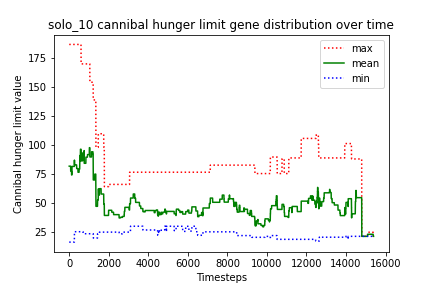 solo_10 cannibal hunger limit gene distribution over time
max
mean
min
Cannibal hunger limit value
175
150
125
100
75
50
25
0
2000
4000
6000
8000
10000
12000
14000
16000
Timesteps